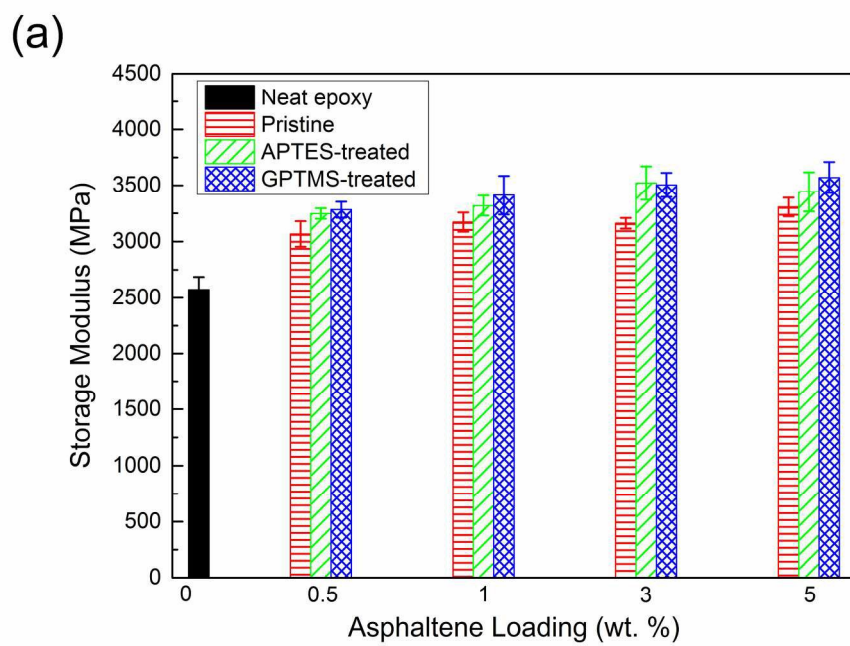 (a)
4500
4000
3500
3000
2500
2000
1500
1000
500
0
Storage Modulus (MPa)
Neat epoxy
Pristine
APTES-treated
GPTMS-treated
0 0.5 1 3 5
Asphaltene Loading (wt. %)